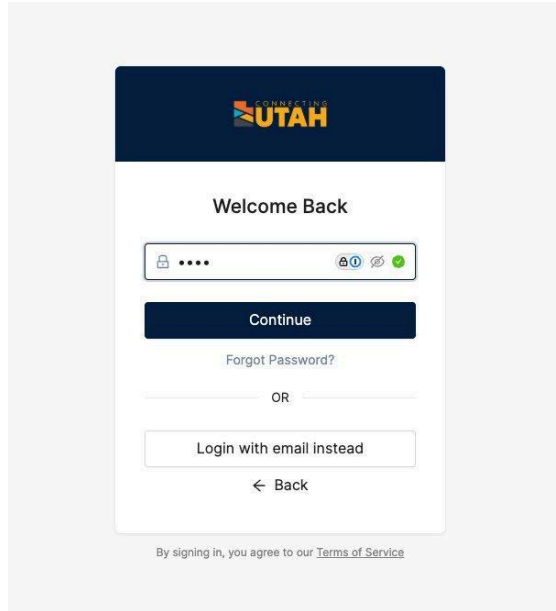 CONNECTING
UTAH
Welcome Back
••••
Continue
Forgot Password?
OR
Login with email instead
← Back
By signing in, you agree to our Terms of Service